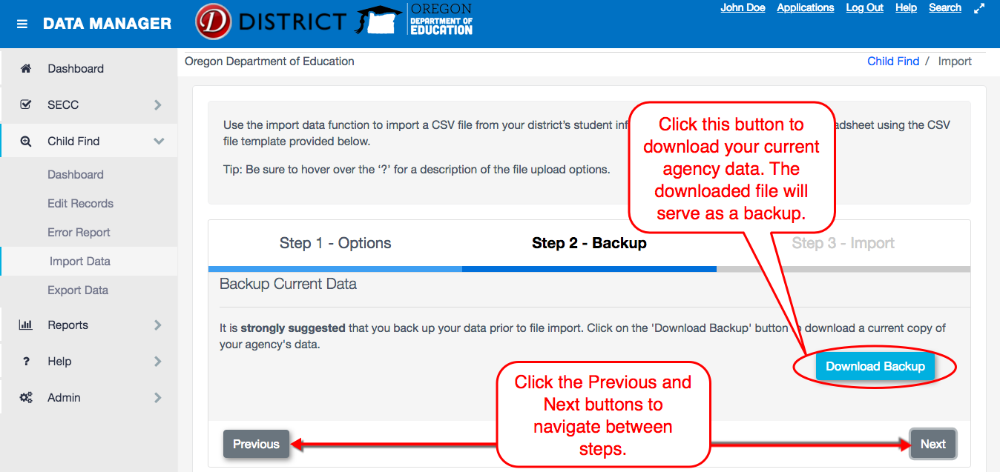 DATA MANAGER
D DISTRICT
OREGON
DEPARTMENT OF
EDUCATION
John Doe Applications Log Out Help Search
Dashboard
SECC
Child Find
Dashboard
Edit Records
Error Report
Import Data
Export Data
Reports
? Help
Admin
Oregon Department of Education
Child Find / Import
Use the import data function to import a CSV file from your district's student adsheet using the CSV
file template provided below.
Tip: Be sure to hover over the ‘?’ for a description of the file upload options.
Click this button to
download your current
agency data. The
downloaded file will
serve as a backup.
Step 1 - Options Step 2 - Backup Step 3 - Import
Backup Current Data
It is strongly suggested that you back up your data prior to file import. Click on the 'Download Backup' button download a current copy of
your agency's data.
Download Backup
Click the Previous and
Next buttons to
navigate between
steps.
Previous
Next